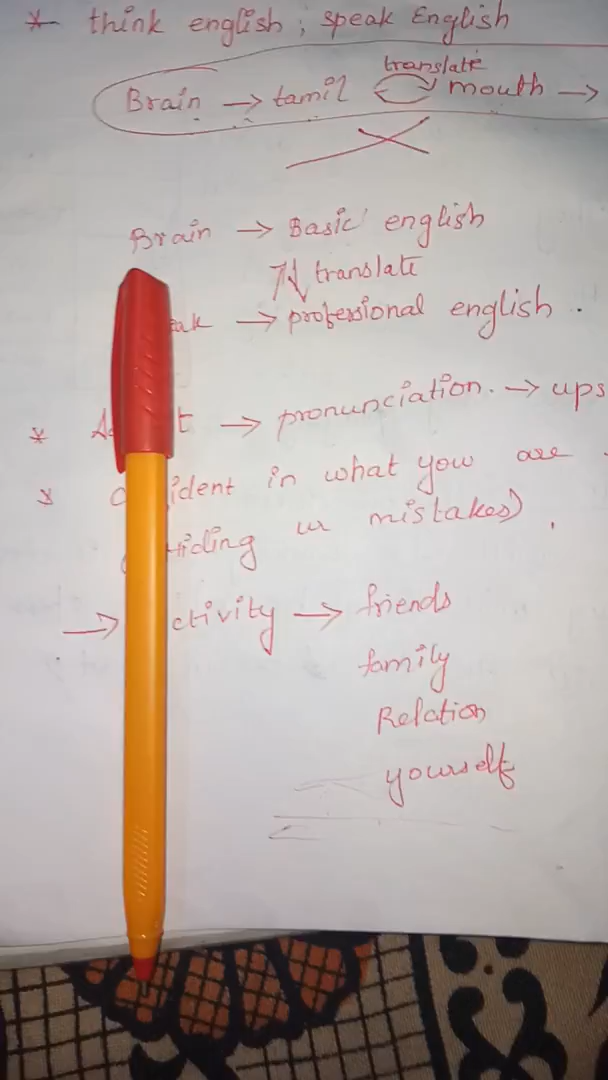 * think english ; speak English
translate
Brain → tamil ⇄ mouth →
Brain → Basic english
translate
eak → professional english .
* → pronunciation. → ups
* ident in what you are
Hiding ur mistakes) .
→ ctivity → friends
family
Relation
yourself